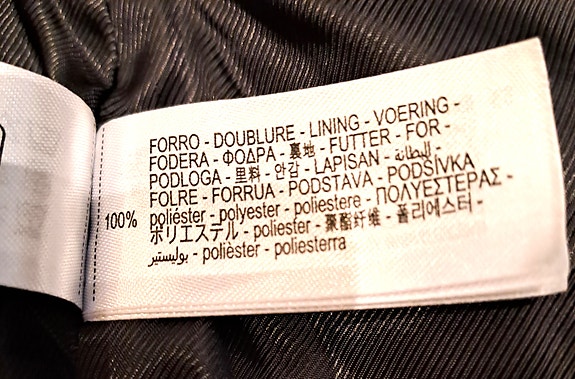 FORRO - DOUBLURE - LINING - VOERING -
FODERA - ΦΟΔΡΑ - 裏地 - FUTTER - FOR -
PODLOGA - 里料 - 안감 - LAPISAN - البطانة -
FOLRE - FORRUA - PODSTAVA - PODŠÍVKA
100% poliéster - polyester - poliestere - ΠΟΛΥΕΣΤΕΡΑΣ -
ポリエステル - poliester - 聚酯纤维 - 폴리에스터 -
بوليستير - polièster - poliesterra